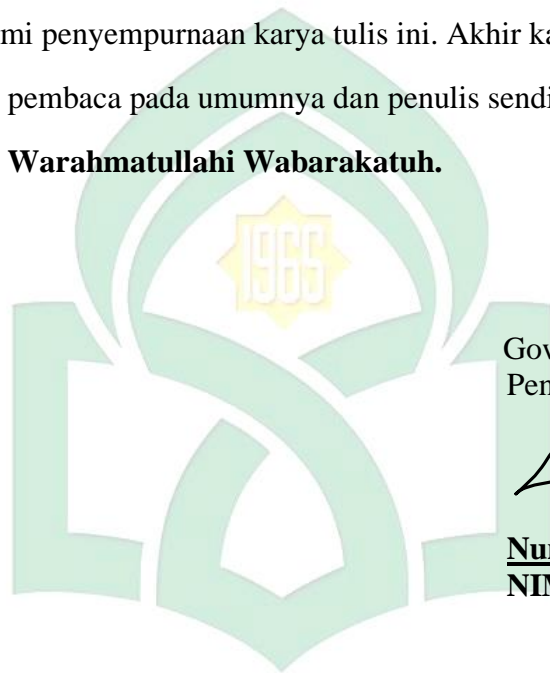 mi penyempurnaan karya tulis ini. Akhir ka
pembaca pada umumnya dan penulis sendi
Warahmatullahi Wabarakatuh.
1965
Gov
Pen
Nur
NIM